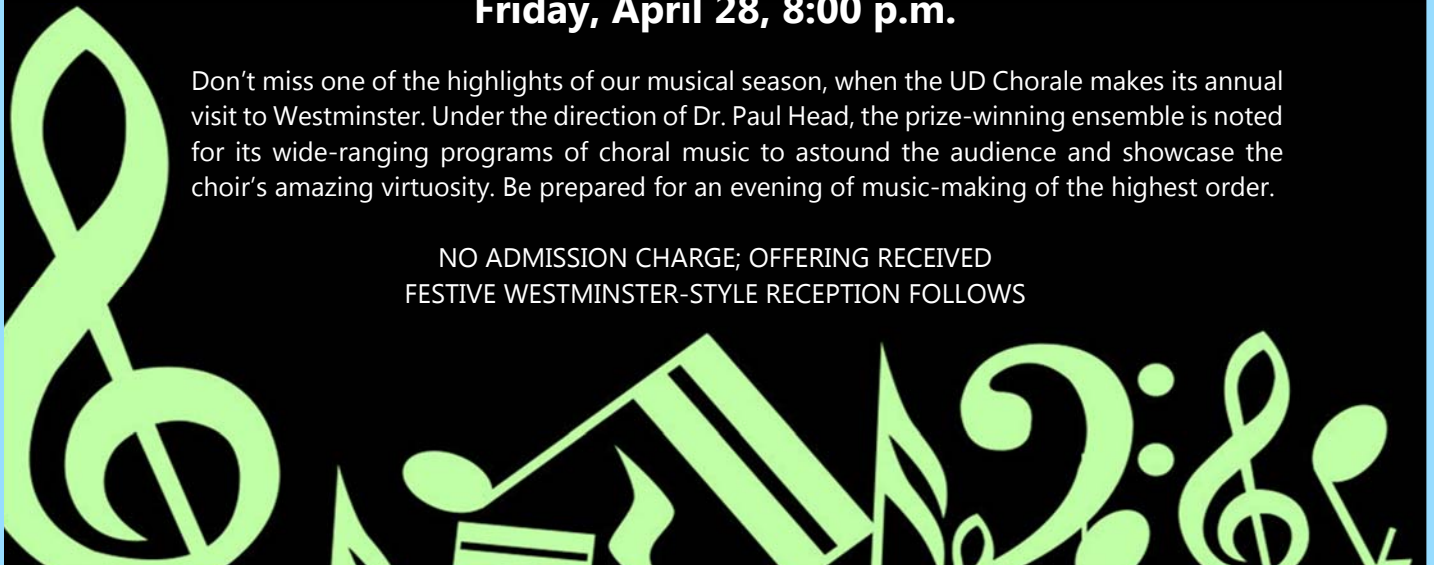 Friday, April 28, 8:00 p.m.
Don’t miss one of the highlights of our musical season, when the UD Chorale makes its annual
visit to Westminster. Under the direction of Dr. Paul Head, the prize-winning ensemble is noted
for its wide-ranging programs of choral music to astound the audience and showcase the
choir’s amazing virtuosity. Be prepared for an evening of music-making of the highest order.
NO ADMISSION CHARGE; OFFERING RECEIVED
FESTIVE WESTMINSTER-STYLE RECEPTION FOLLOWS